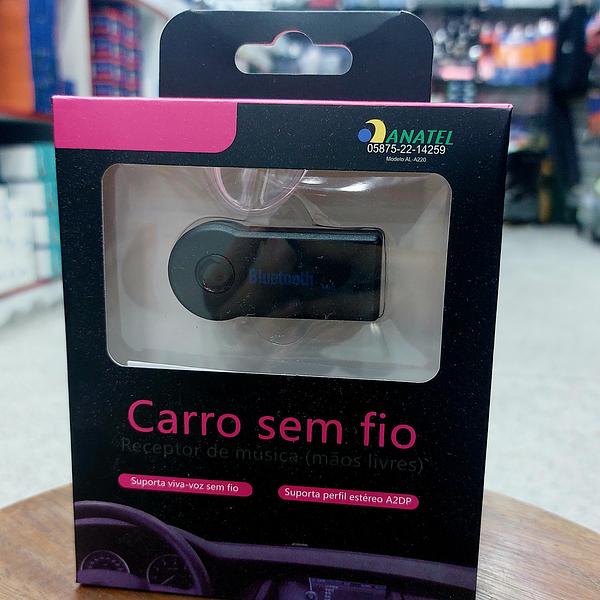 ANATEL
05875-22-14259
Modelo AL-A220
Bluetooth
Carro sem fio
Receptor de música (mãos livres)
Suporta viva-voz sem fio
Suporta perfil estéreo A2DP